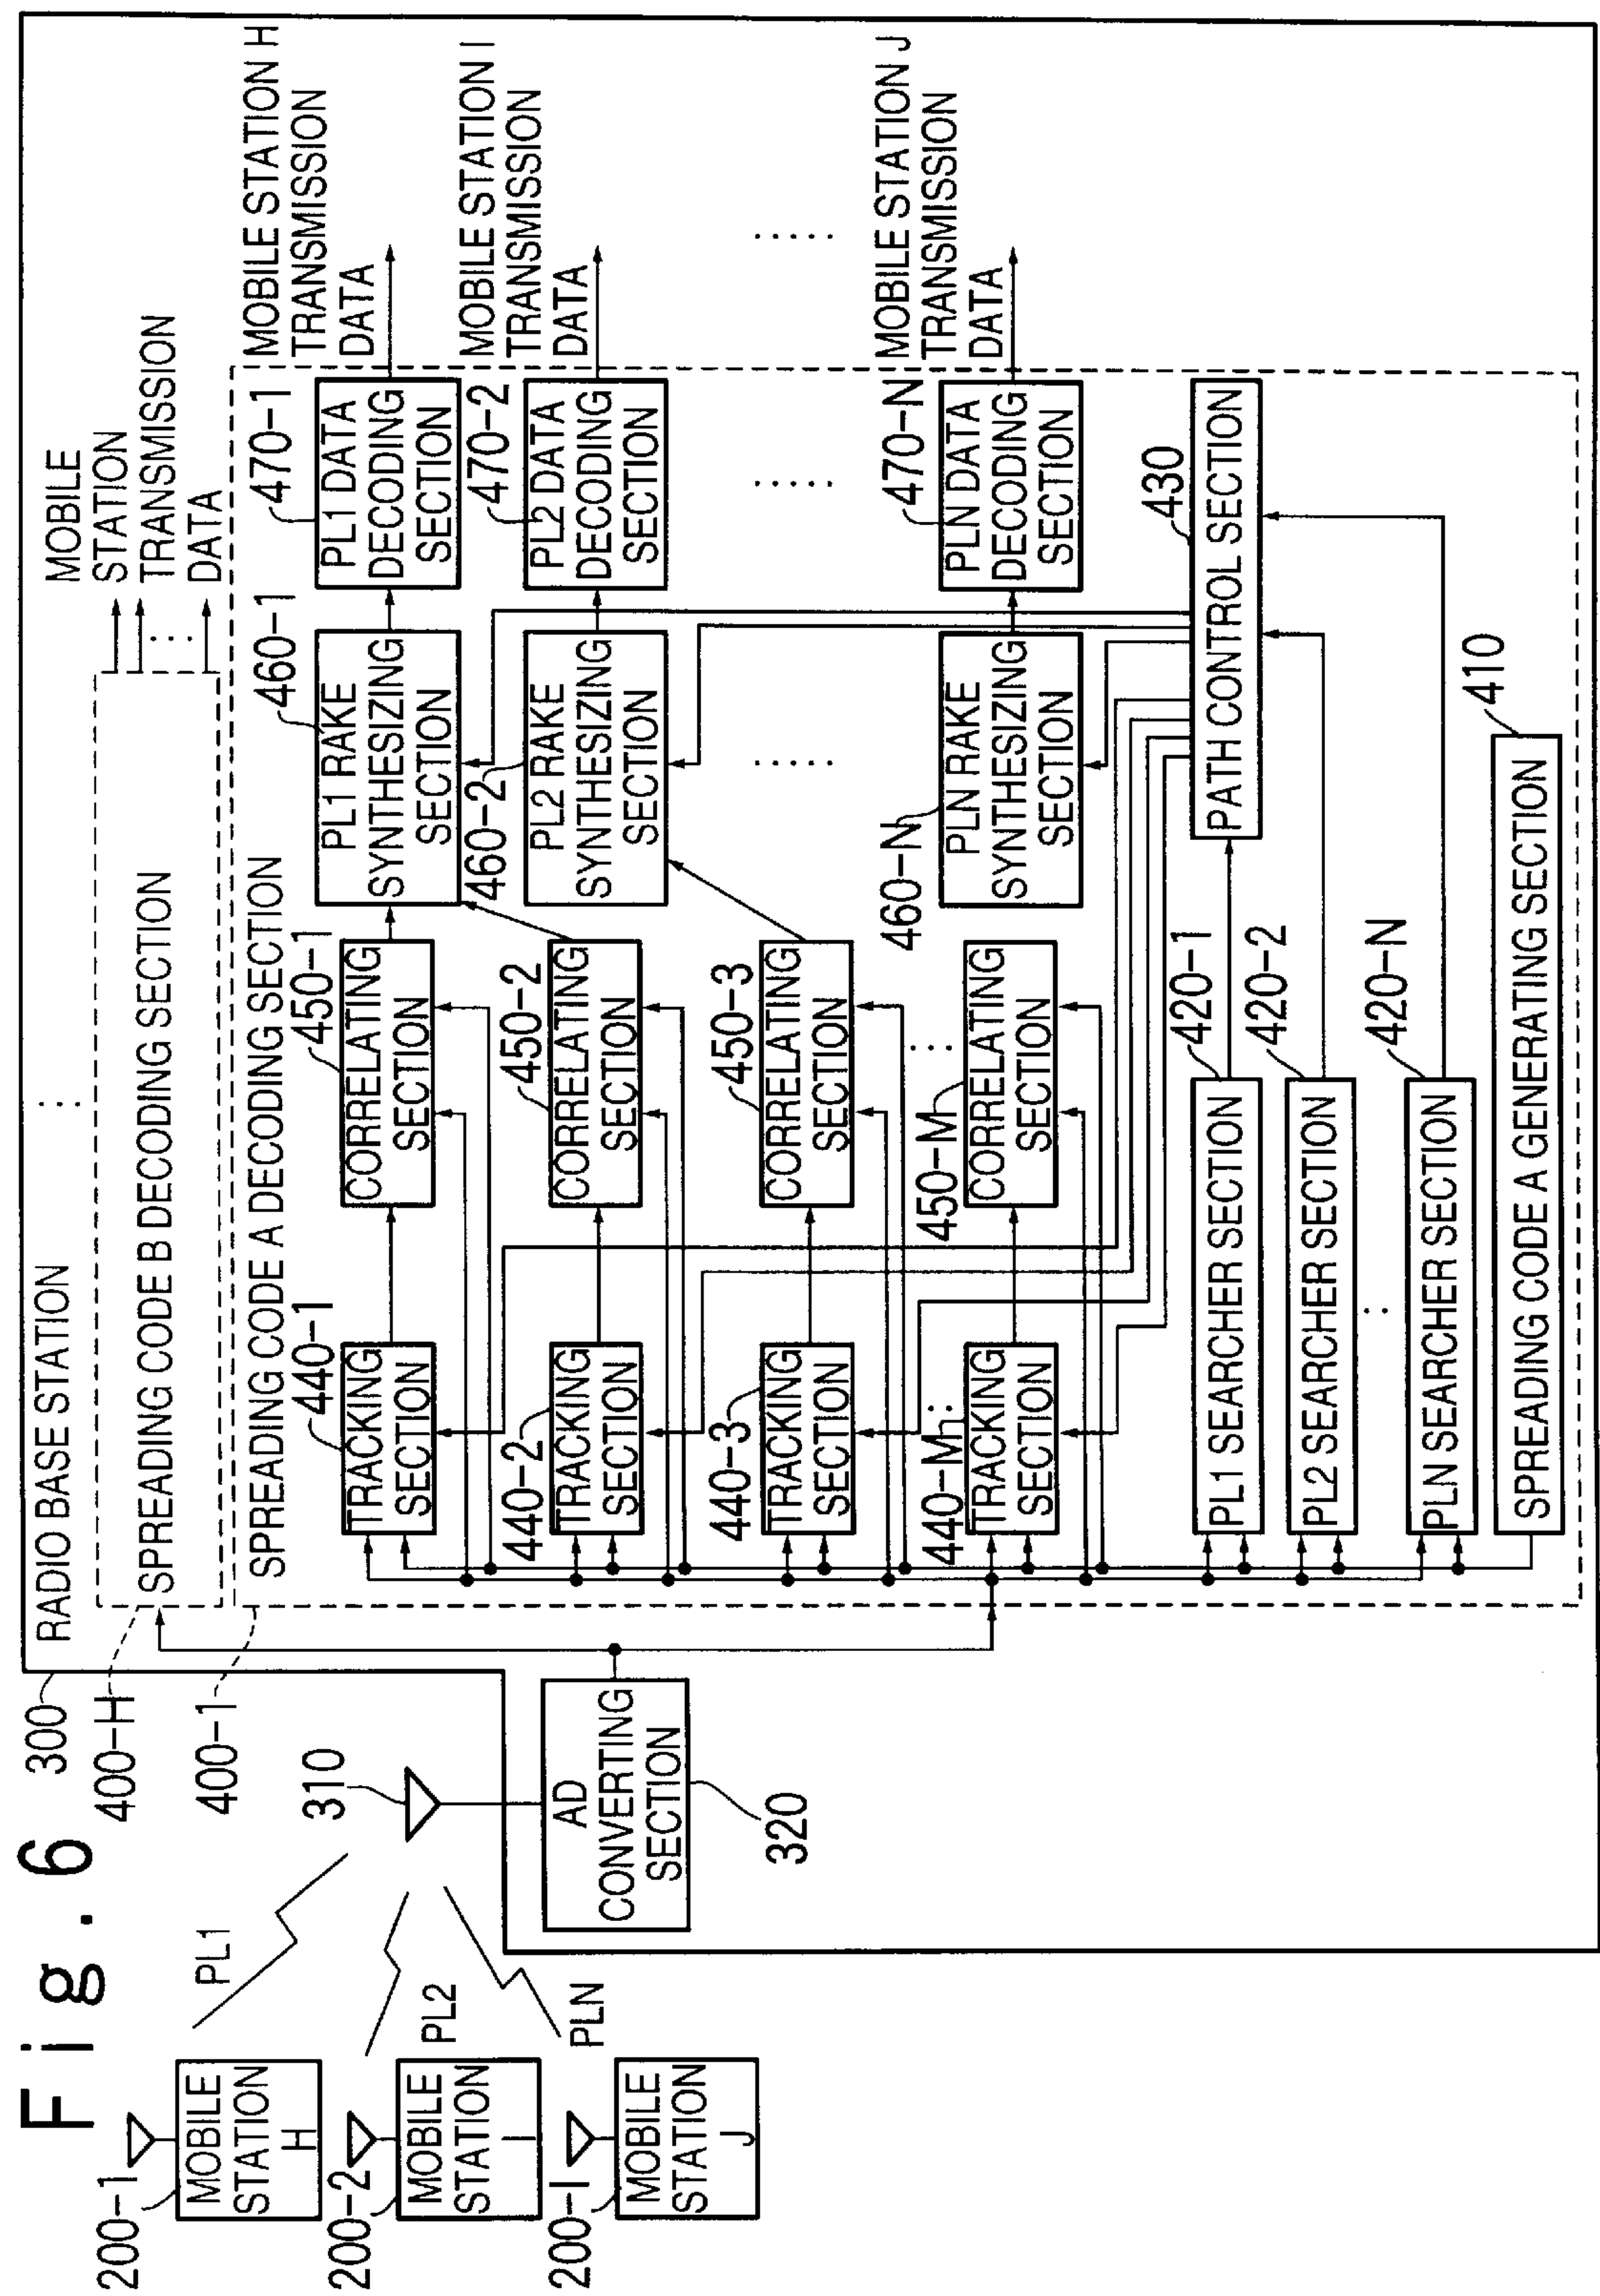 Fig. 6
300
RADIO BASE STATION
400-H
SPREADING CODE B DECODING SECTION
MOBILE
STATION
TRANSMISSION
DATA
400-1
SPREADING CODE A DECODING SECTION
200-1
MOBILE
STATION
H
PL1
200-2
MOBILE
STATION
I
PL2
200-I
MOBILE
STATION
J
PLN
310
AD
CONVERTING
SECTION
320
440-1
TRACKING
SECTION
450-1
CORRELATING
SECTION
460-1
PL1 RAKE
SYNTHESIZING
SECTION
470-1
PL1 DATA
DECODING
SECTION
MOBILE STATION H
TRANSMISSION
DATA
440-2
TRACKING
SECTION
450-2
CORRELATING
SECTION
460-2
PL2 RAKE
SYNTHESIZING
SECTION
470-2
PL2 DATA
DECODING
SECTION
MOBILE STATION I
TRANSMISSION
DATA
440-3
TRACKING
SECTION
450-3
CORRELATING
SECTION
440-M
TRACKING
SECTION
450-M
CORRELATING
SECTION
460-N
PLN RAKE
SYNTHESIZING
SECTION
470-N
PLN DATA
DECODING
SECTION
MOBILE STATION J
TRANSMISSION
DATA
PL1 SEARCHER SECTION
420-1
PATH CONTROL SECTION
430
PL2 SEARCHER SECTION
420-2
PLN SEARCHER SECTION
420-N
SPREADING CODE A GENERATING SECTION
410